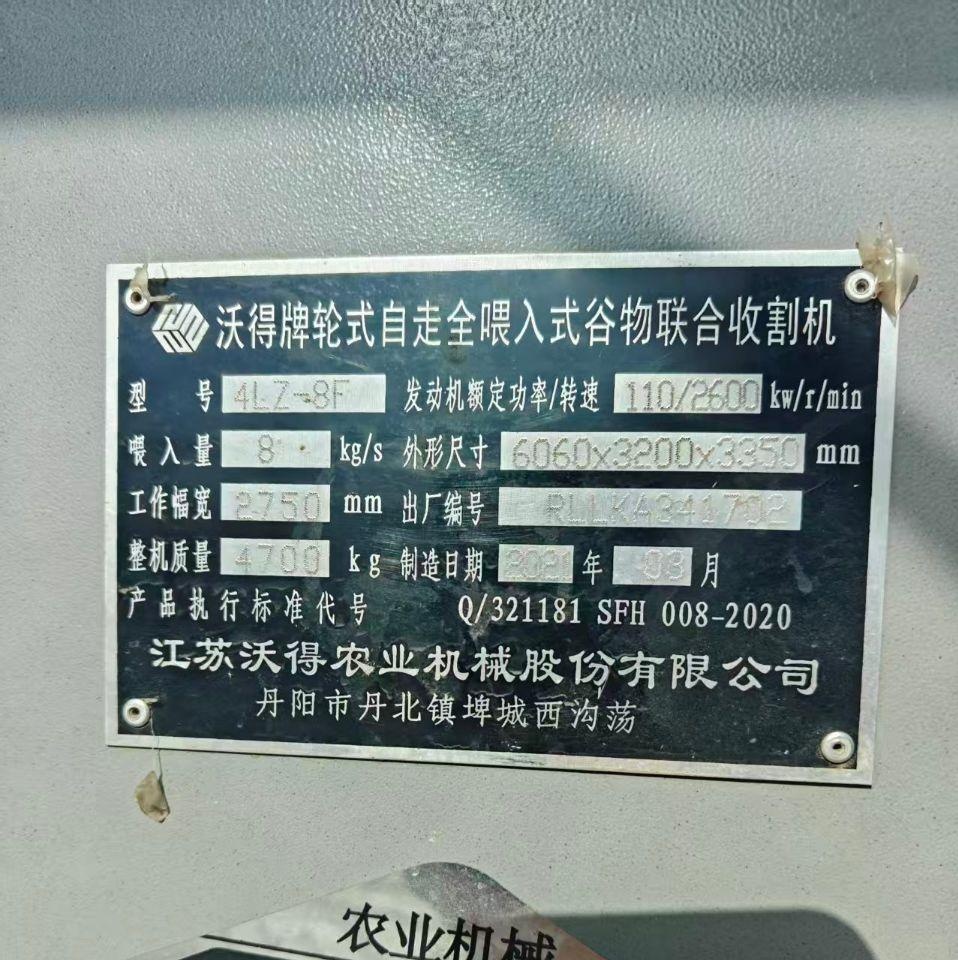 沃得牌轮式自走全喂入式谷物联合收割机
型 号 4LZ-8F 发动机额定功率/转速 110/2600 kw/r/min
喂入量 8 kg/s 外形尺寸 6060x3200x3350 mm
工作幅宽 2750 mm 出厂编号 RL1LKA341702
整机质量 4700 kg 制造日期 2021 年 03 月
产品执行标准代号 Q/321181 SFH 008-2020
江苏沃得农业机械股份有限公司
丹阳市丹北镇埤城西沟荡
农业机械